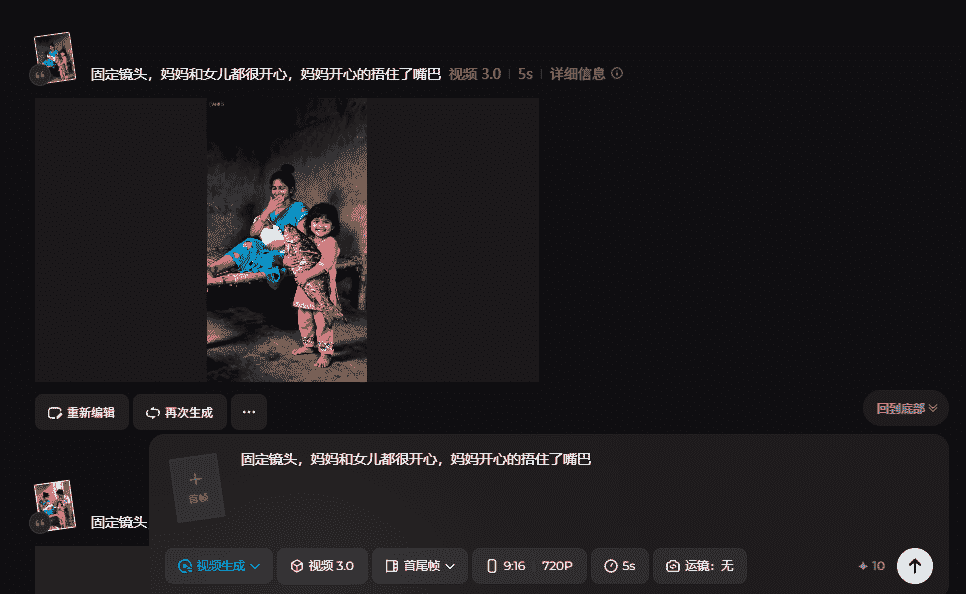 固定镜头，妈妈和女儿都很开心，妈妈开心的捂住了嘴巴 视频 3.0 | 5s | 详细信息
重新编辑 再次生成 ...
回到底部
固定镜头，妈妈和女儿都很开心，妈妈开心的捂住了嘴巴
首帧
固定镜头
视频生成 视频 3.0 首尾帧 9:16 720P 5s 运镜：无 10